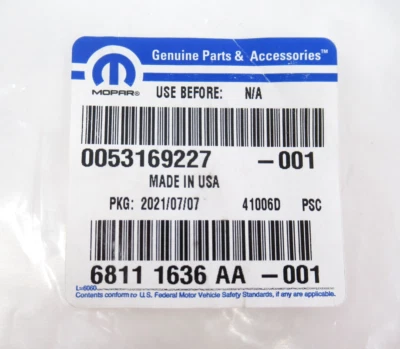 Genuine Parts & Accessories™
MOPAR® USE BEFORE: N/A
0053169227 -001
MADE IN USA
PKG: 2021/07/07 41006D PSC
6811 1636 AA -001
L=6060
Contents conform to U.S. Federal Motor Vehicle Safety Standards, if any are applicable.